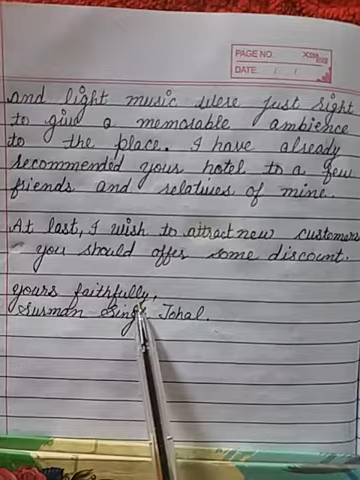 PAGE NO.
DATE / /
and light music were just right
to give a memorable ambience
to the place. I have already
recommended your hotel to a few
friends and relatives of mine.
At last, I wish to attract new customers
you should offer some discount.
yours faithfully,
Singh Johal.